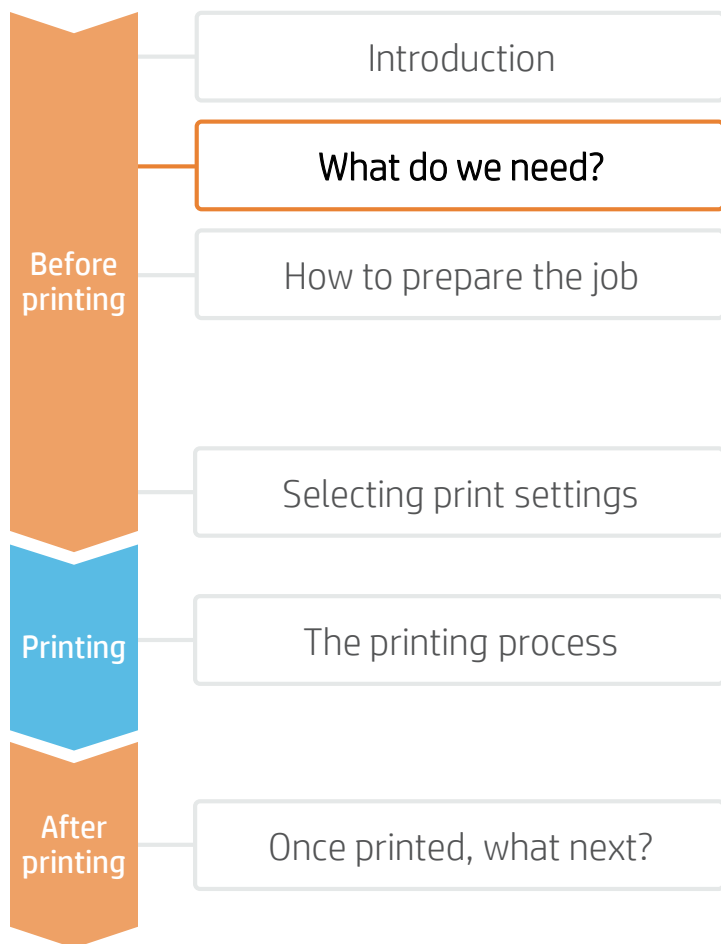 Introduction
What do we need?
Before
printing
How to prepare the job
Selecting print settings
Printing
The printing process
After
printing
Once printed, what next?